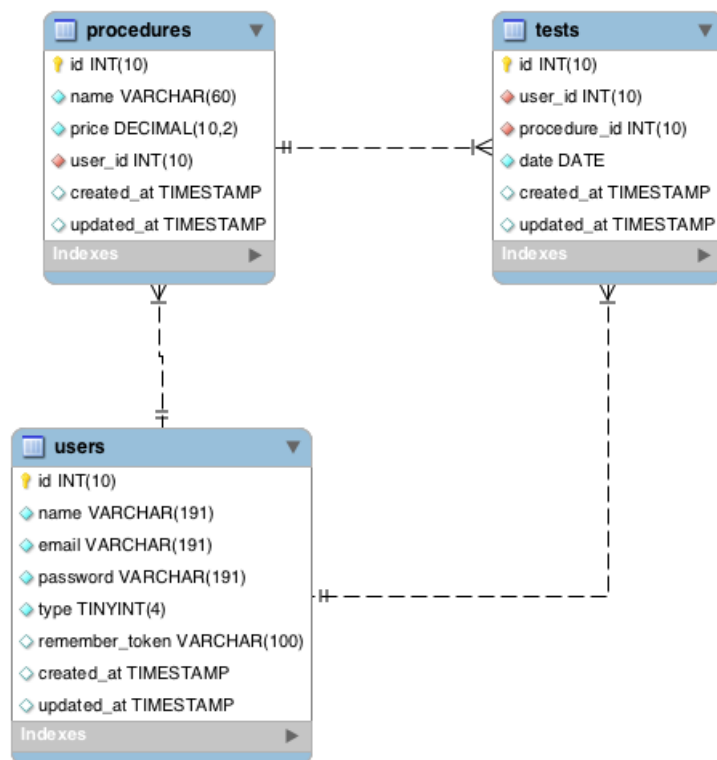 procedures
id INT(10)
name VARCHAR(60)
price DECIMAL(10,2)
user_id INT(10)
created_at TIMESTAMP
updated_at TIMESTAMP
Indexes
tests
id INT(10)
user_id INT(10)
procedure_id INT(10)
date DATE
created_at TIMESTAMP
updated_at TIMESTAMP
Indexes
users
id INT(10)
name VARCHAR(191)
email VARCHAR(191)
password VARCHAR(191)
type TINYINT(4)
remember_token VARCHAR(100)
created_at TIMESTAMP
updated_at TIMESTAMP
Indexes